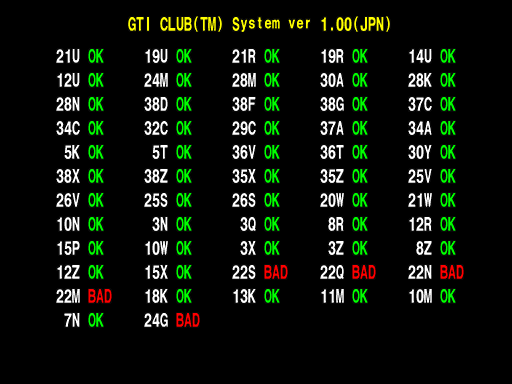 GTI CLUB(TM) System ver 1.00(JPN)
21U OK 19U OK 21R OK 19R OK 14U OK
12U OK 24M OK 28M OK 30A OK 28K OK
28N OK 38D OK 38F OK 38G OK 37C OK
34C OK 32C OK 29C OK 37A OK 34A OK
5K OK 5T OK 36V OK 36T OK 30Y OK
38X OK 38Z OK 35X OK 35Z OK 25V OK
26V OK 25S OK 26S OK 20W OK 21W OK
10N OK 3N OK 3Q OK 8R OK 12R OK
15P OK 10W OK 3X OK 3Z OK 8Z OK
12Z OK 15X OK 22S BAD 22Q BAD 22N BAD
22M BAD 18K OK 13K OK 11M OK 10M OK
7N OK 24G BAD